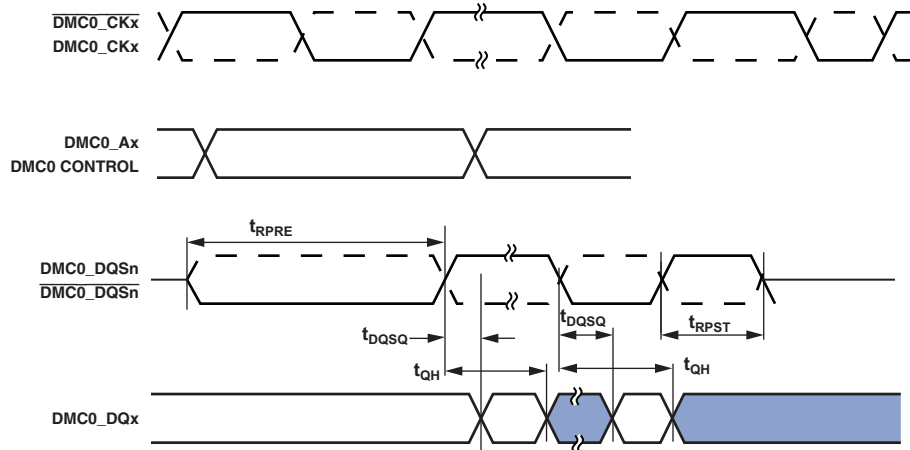 DMC0_CKx
DMC0_CKx
DMC0_Ax
DMC0 CONTROL
tRPRE
DMC0_DQSn
DMC0_DQSn
tDQSQ
tDQSQ
tRPST
tQH
tQH
DMC0_DQx